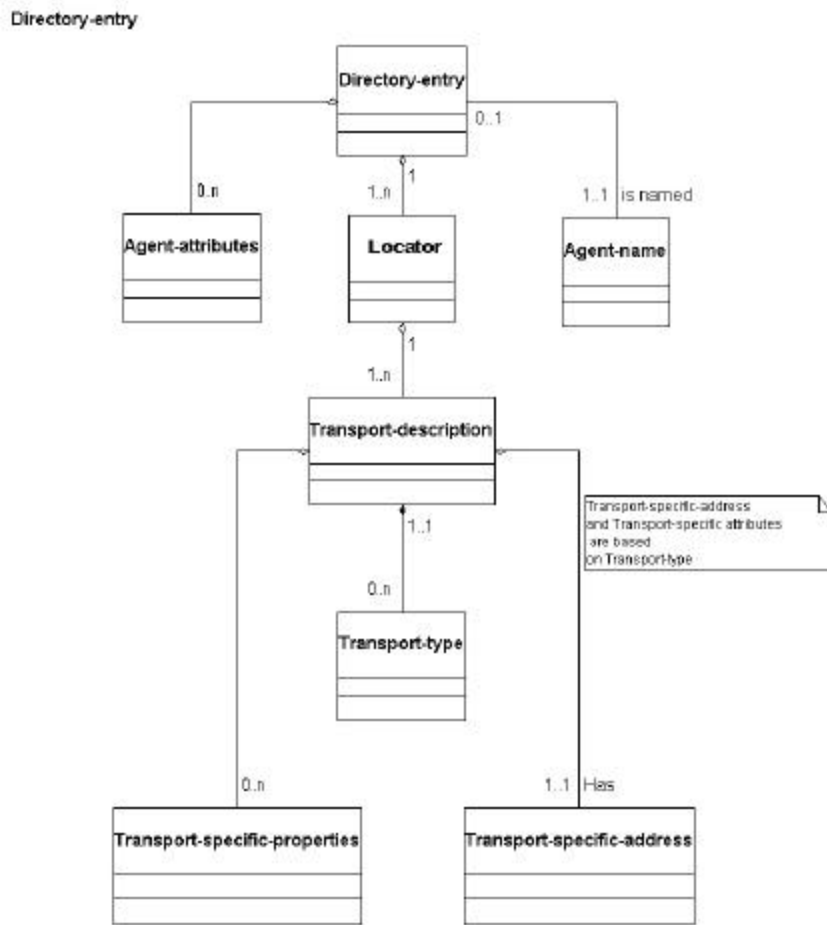 Directory-entry
Directory-entry
0..1
1
0..n
1..n
1..1 is named
Agent-attributes
Locator
Agent-name
1
1..n
Transport-description
Transport-specific-address
and Transport-specific attributes
are based
on Transport-type
1..1
0..n
Transport-type
0..n
1..1 Has
Transport-specific-properties
Transport-specific-address